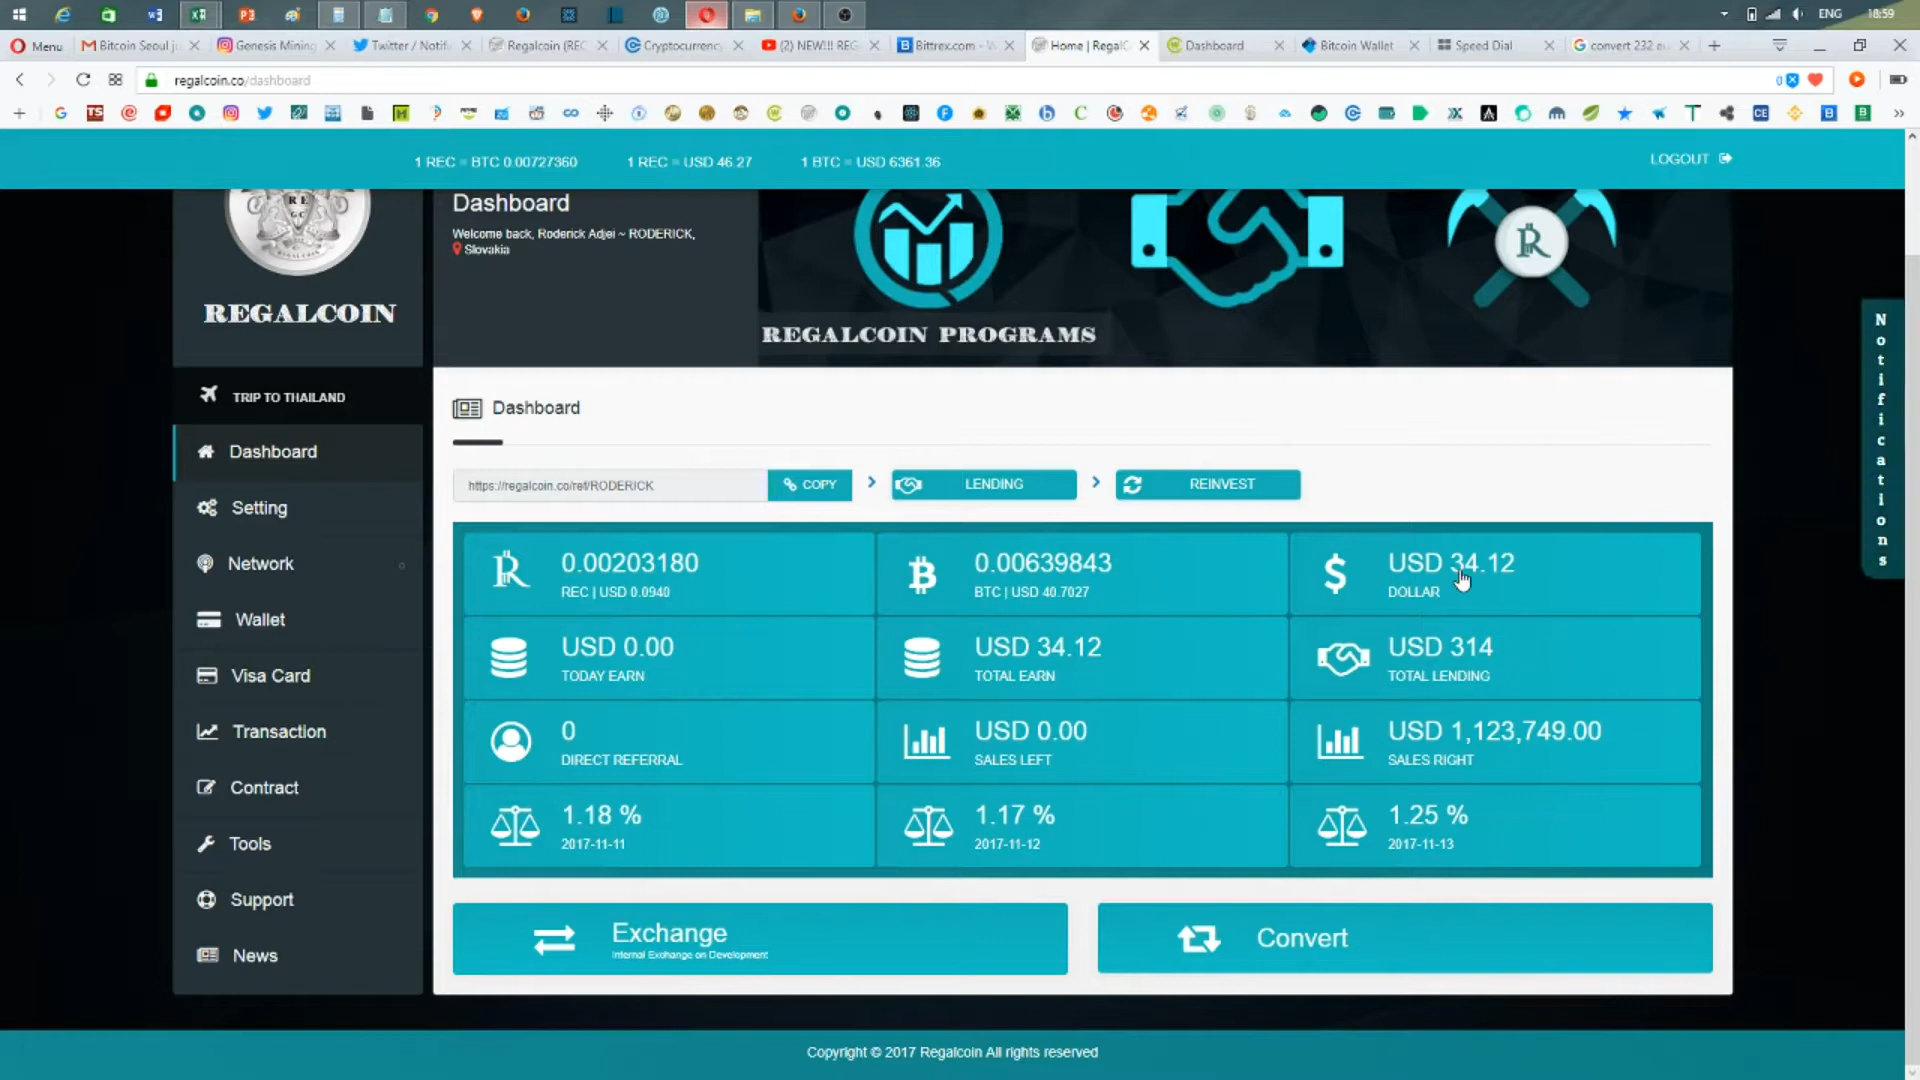 ENG
18:59
Menu
Bitcoin Seoul
Genesis Mining
Twitter / Notifi
Regalcoin (REC
Cryptocurrenc
(2) NEW!!! REG
Bittrex.com -
Home | RegalC
Dashboard
Bitcoin Wallet
Speed Dial
convert 232 eu
regalcoin.co/dashboard
0
1 REC = BTC 0.00727360
1 REC = USD 46.27
1 BTC = USD 6361.36
LOGOUT
REGALCOIN
REGALCOIN
Dashboard
Welcome back, Roderick Adjei ~ RODERICK,
Slovakia
REGALCOIN PROGRAMS
Notifications
TRIP TO THAILAND
Dashboard
Setting
Network
Wallet
Visa Card
Transaction
Contract
Tools
Support
News
Dashboard
https://regalcoin.co/ref/RODERICK
COPY
LENDING
REINVEST
0.00203180
REC | USD 0.0940
0.00639843
BTC | USD 40.7027
USD 34.12
DOLLAR
USD 0.00
TODAY EARN
USD 34.12
TOTAL EARN
USD 314
TOTAL LENDING
0
DIRECT REFERRAL
USD 0.00
SALES LEFT
USD 1,123,749.00
SALES RIGHT
1.18 %
2017-11-11
1.17 %
2017-11-12
1.25 %
2017-11-13
Exchange
Internal Exchange on Development
Convert
Copyright © 2017 Regalcoin All rights reserved